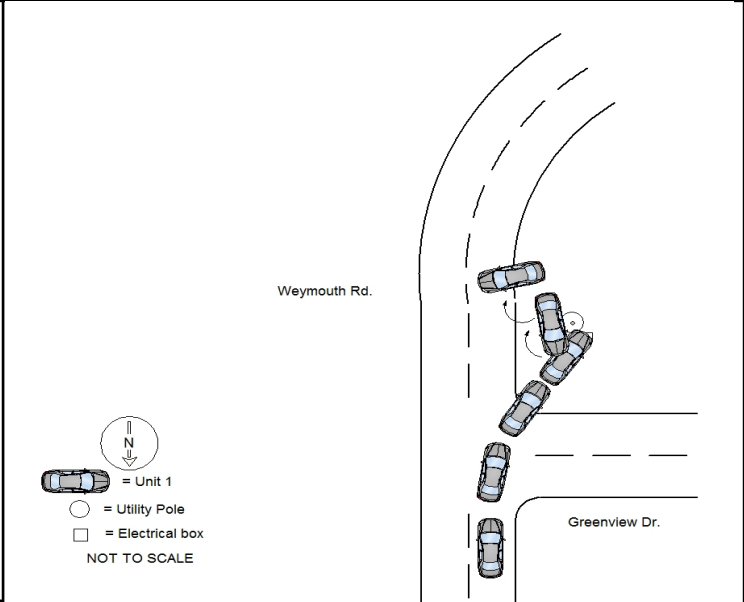 Weymouth Rd.
N
= Unit 1
= Utility Pole
= Electrical box
NOT TO SCALE
Greenview Dr.